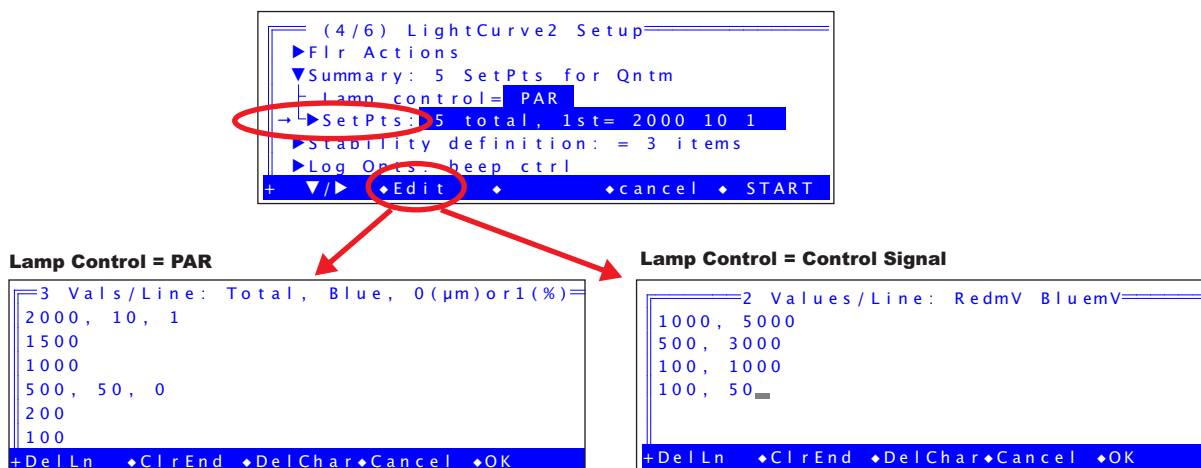 (4/6) LightCurve2 Setup
▶Flr Actions
▼Summary: 5 SetPts for Qntm
Lamp control= PAR
→ ▶SetPts: 5 total, 1st= 2000 10 1
▶Stability definition: = 3 items
▶Log Opts: beep ctrl
+ ▼/▶ ◆Edit ◆ ◆cancel ◆ START
Lamp Control = PAR
3 Vals/Line: Total, Blue, 0(µm)or1(%)
2000, 10, 1
1500
1000
500, 50, 0
200
100
+DelLn ◆ClrEnd ◆DelChar◆Cancel ◆OK
Lamp Control = Control Signal
2 Values/Line: RedmV BluemV
1000, 5000
500, 3000
100, 1000
100, 50_
+DelLn ◆ClrEnd ◆DelChar◆Cancel ◆OK